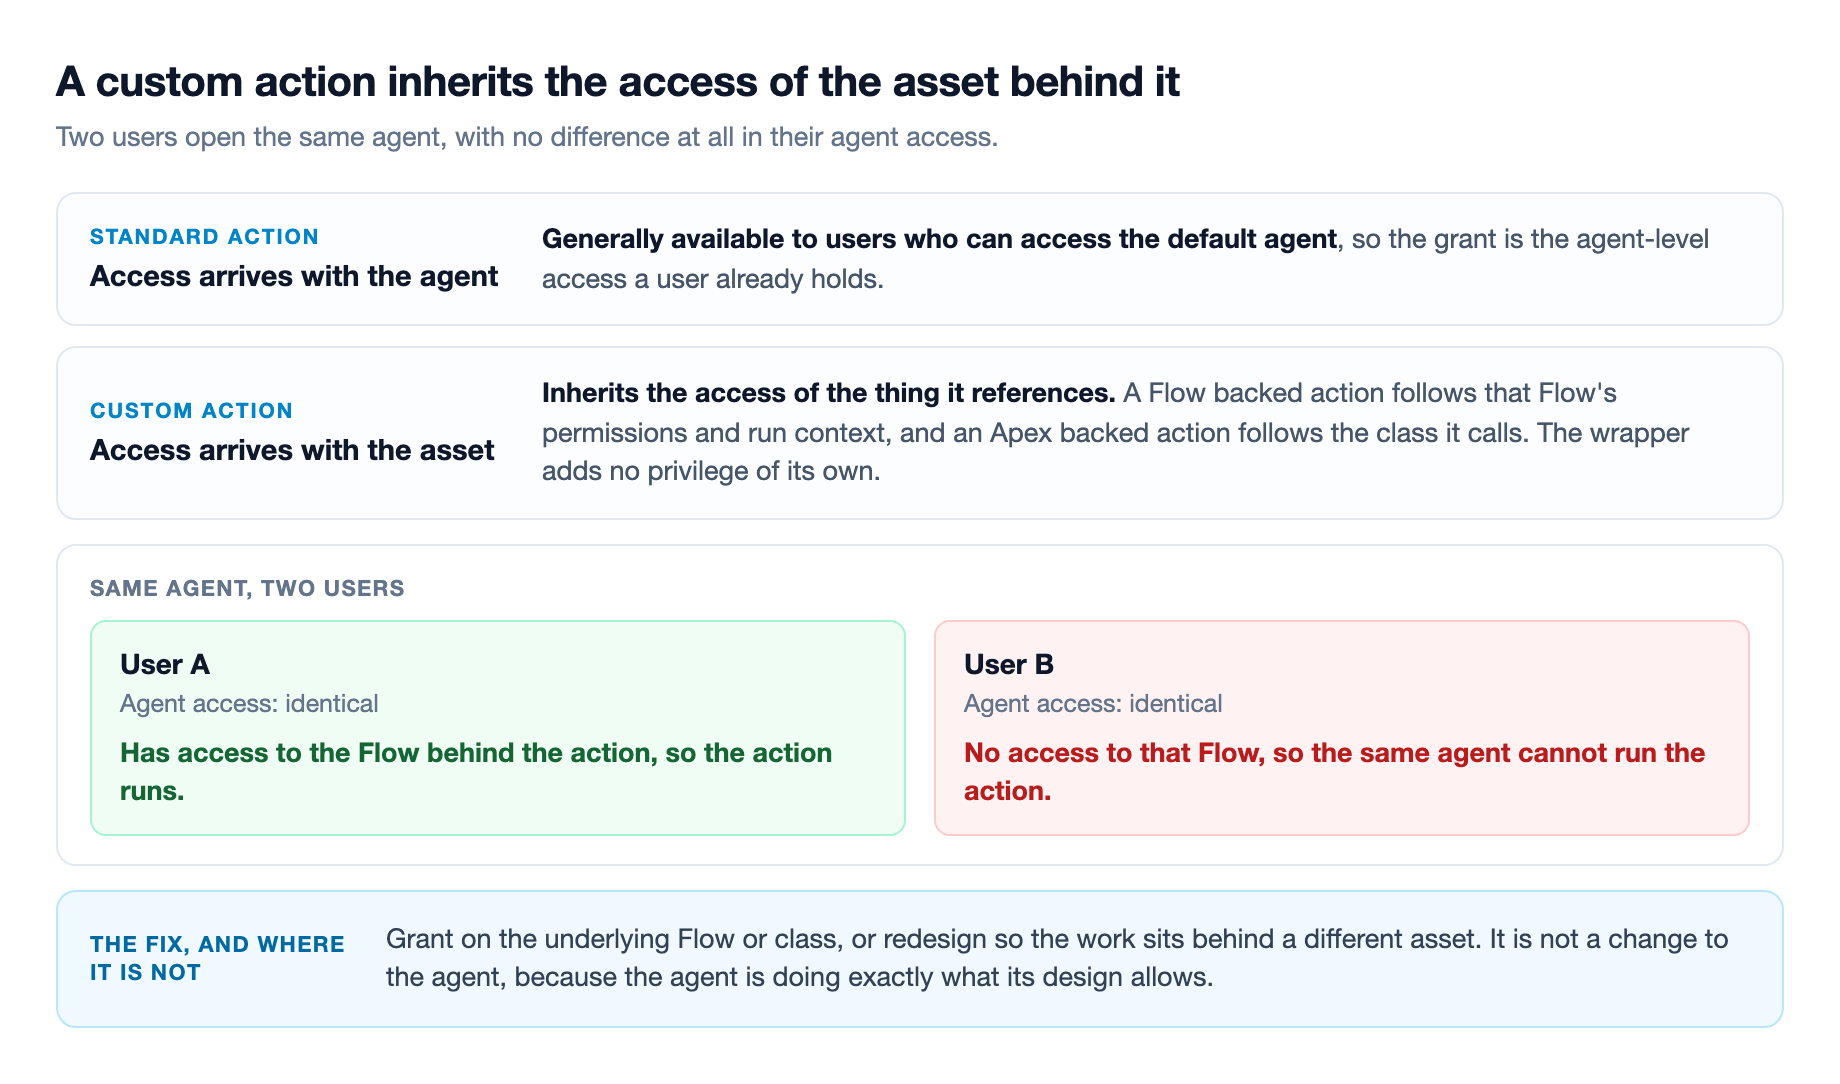 A custom action inherits the access of the asset behind it
Two users open the same agent, with no difference at all in their agent access.
STANDARD ACTION
Access arrives with the agent
Generally available to users who can access the default agent, so the grant is the agent-level
access a user already holds.
CUSTOM ACTION
Access arrives with the asset
Inherits the access of the thing it references. A Flow backed action follows that Flow's
permissions and run context, and an Apex backed action follows the class it calls. The wrapper
adds no privilege of its own.
SAME AGENT, TWO USERS
User A
Agent access: identical
Has access to the Flow behind the action, so the action
runs.
User B
Agent access: identical
No access to that Flow, so the same agent cannot run the
action.
THE FIX, AND WHERE
IT IS NOT
Grant on the underlying Flow or class, or redesign so the work sits behind a different asset. It is not a change to
the agent, because the agent is doing exactly what its design allows.